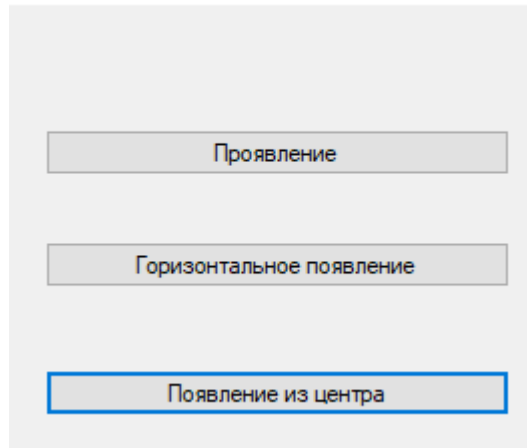 Проявление
Горизонтальное появление
Появление из центра